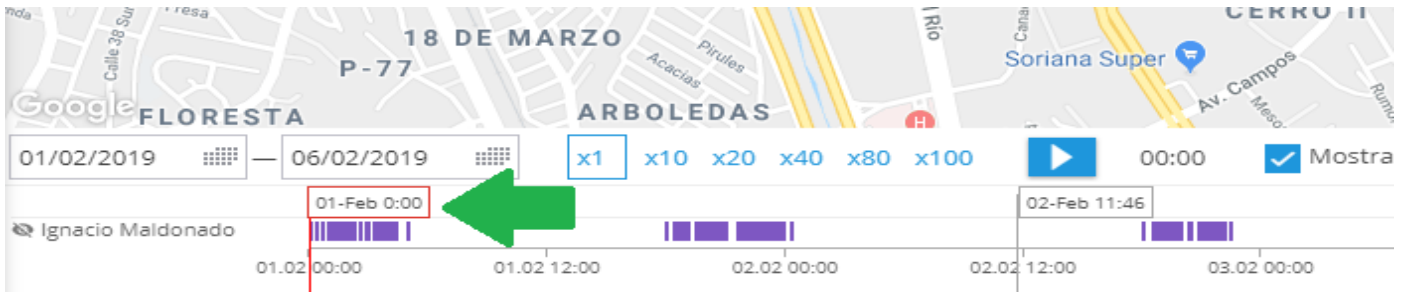 Presa
CERRO II
Calle 38 Sur
18 DE MARZO
Río
Pirules
P-77
Acacias
Soriana Super
Av. Campos
Google
FLORESTA
ARBOLEDAS
H
01/02/2019 — 06/02/2019 x1 x10 x20 x40 x80 x100 00:00 Mostra
01-Feb 0:00 02-Feb 11:46
Ignacio Maldonado
01.02 00:00 01.02 12:00 02.02 00:00 02.02 12:00 03.02 00:00